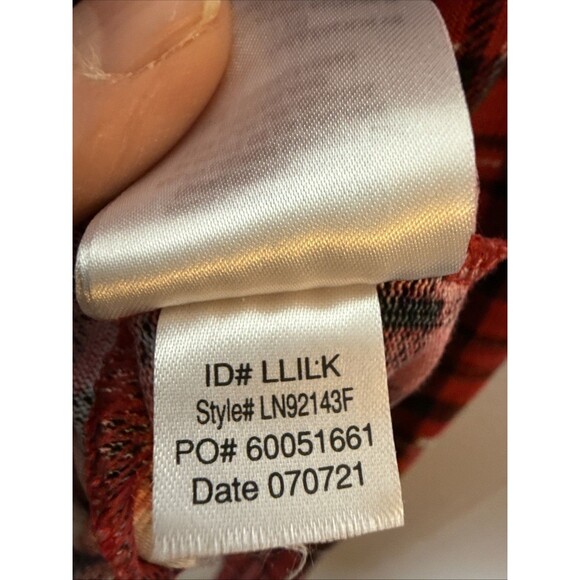 ID# LLILK
Style# LN92143F
PO# 60051661
Date 070721